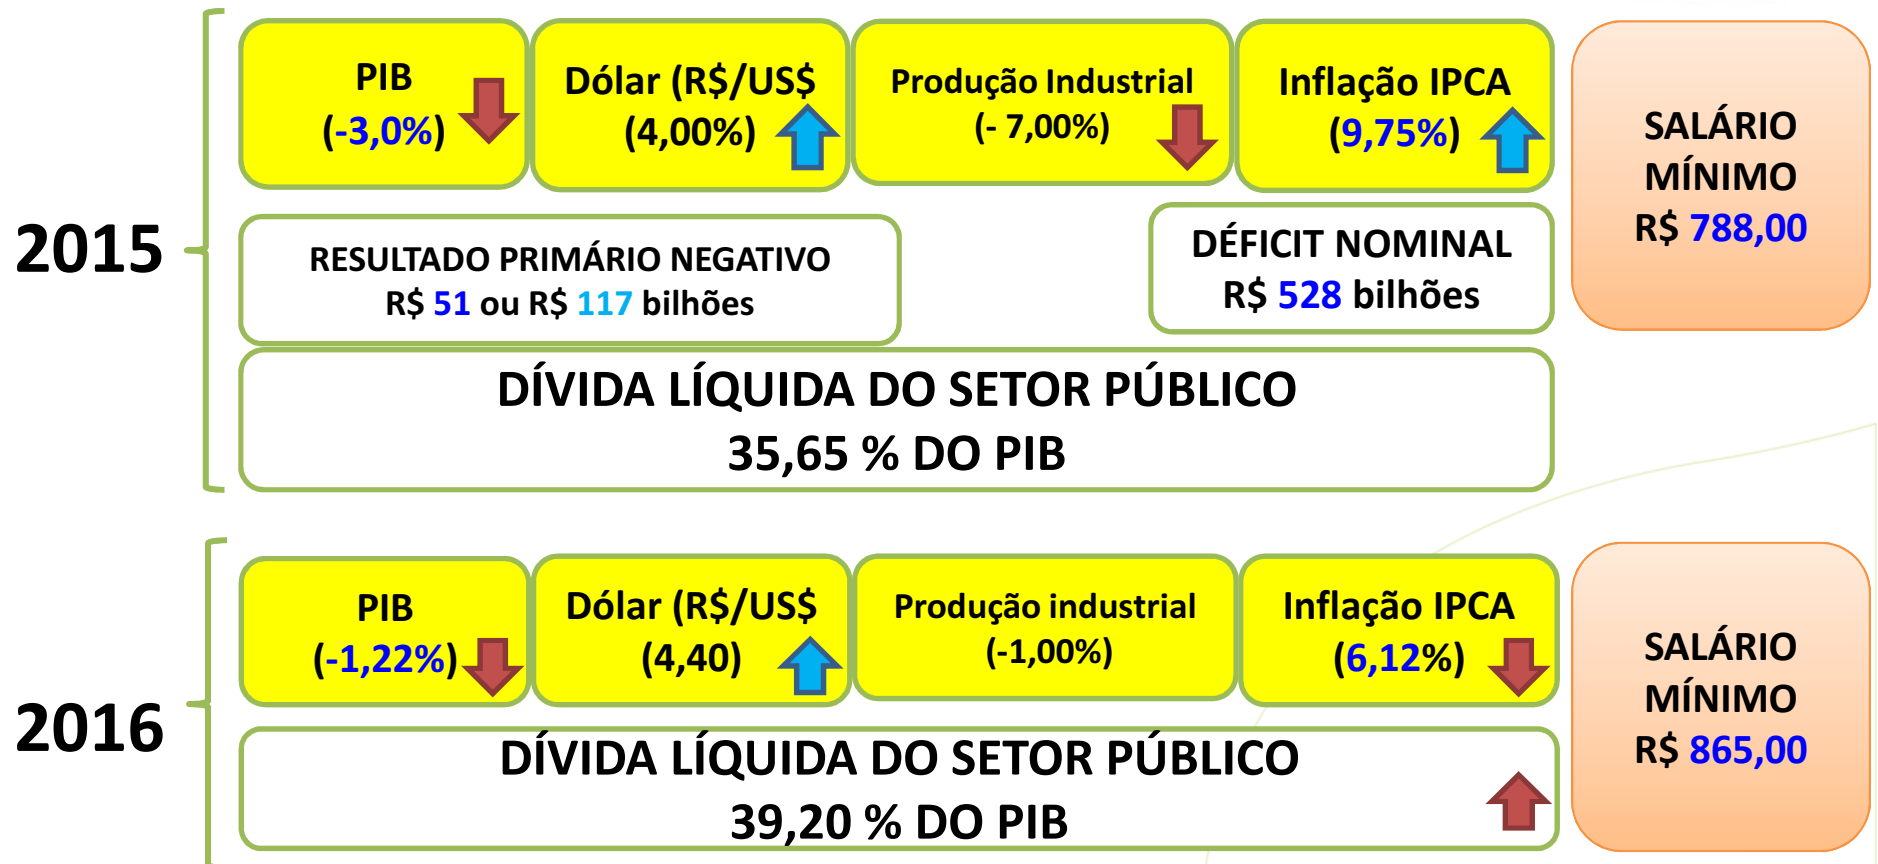 2015
PIB
(-3,0%)
Dólar (R$/US$
(4,00%)
Produção Industrial
(- 7,00%)
Inflação IPCA
(9,75%)
SALÁRIO
MÍNIMO
R$ 788,00
RESULTADO PRIMÁRIO NEGATIVO
R$ 51 ou R$ 117 bilhões
DÉFICIT NOMINAL
R$ 528 bilhões
DÍVIDA LÍQUIDA DO SETOR PÚBLICO
35,65 % DO PIB
2016
PIB
(-1,22%)
Dólar (R$/US$
(4,40)
Produção industrial
(-1,00%)
Inflação IPCA
(6,12%)
SALÁRIO
MÍNIMO
R$ 865,00
DÍVIDA LÍQUIDA DO SETOR PÚBLICO
39,20 % DO PIB